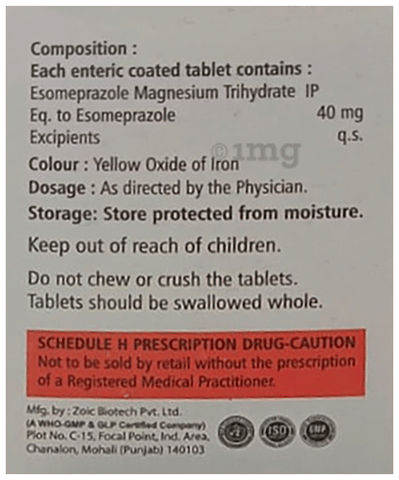 Composition :
Each enteric coated tablet contains :
Esomeprazole Magnesium Trihydrate IP
Eq. to Esomeprazole 40 mg
Excipients q.s.
©1mg
Colour : Yellow Oxide of Iron
Dosage : As directed by the Physician.
Storage: Store protected from moisture.
Keep out of reach of children.
Do not chew or crush the tablets.
Tablets should be swallowed whole.
SCHEDULE H PRESCRIPTION DRUG-CAUTION
Not to be sold by retail without the prescription
of a Registered Medical Practitioner.
Mfg. by : Zoic Biotech Pvt. Ltd.
(A WHO-GMP & GLP Certified Company)
Plot No. C-15, Focal Point, Ind. Area,
Chanalon, Mohali (Punjab) 140103
ISO
GMP